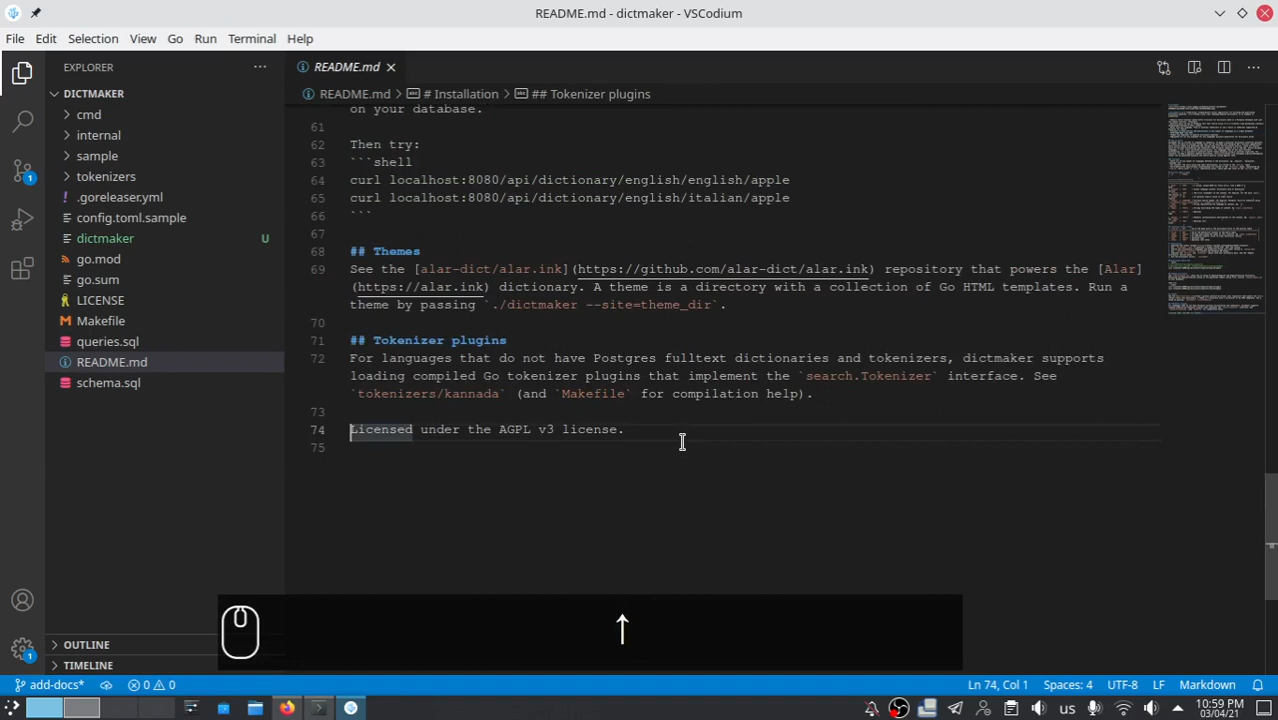 README.md - dictmaker - VSCodium
File Edit Selection View Go Run Terminal Help
EXPLORER ...
README.md
DICTMAKER
README.md > # Installation > ## Tokenizer plugins
cmd
internal
sample
tokenizers
.goreleaser.yml
config.toml.sample
dictmaker U
go.mod
go.sum
LICENSE
Makefile
queries.sql
README.md
schema.sql
OUTLINE
TIMELINE
on your database.
61
62 Then try:
63 ```shell
64 curl localhost:8080/api/dictionary/english/english/apple
65 curl localhost:8080/api/dictionary/english/italian/apple
66 ```
67
68 ## Themes
69 See the [alar-dict/alar.ink](https://github.com/alar-dict/alar.ink) repository that powers the [Alar]
(https://alar.ink) dictionary. A theme is a directory with a collection of Go HTML templates. Run a
theme by passing `./dictmaker --site=theme_dir`.
70
71 ## Tokenizer plugins
72 For languages that do not have Postgres fulltext dictionaries and tokenizers, dictmaker supports
loading compiled Go tokenizer plugins that implement the `search.Tokenizer` interface. See
`tokenizers/kannada` (and `Makefile` for compilation help).
73
74 Licensed under the AGPL v3 license.
75
↑
1
1
add-docs* 0 0 Ln 74, Col 1 Spaces: 4 UTF-8 LF Markdown
us 10:59 PM
03/04/21